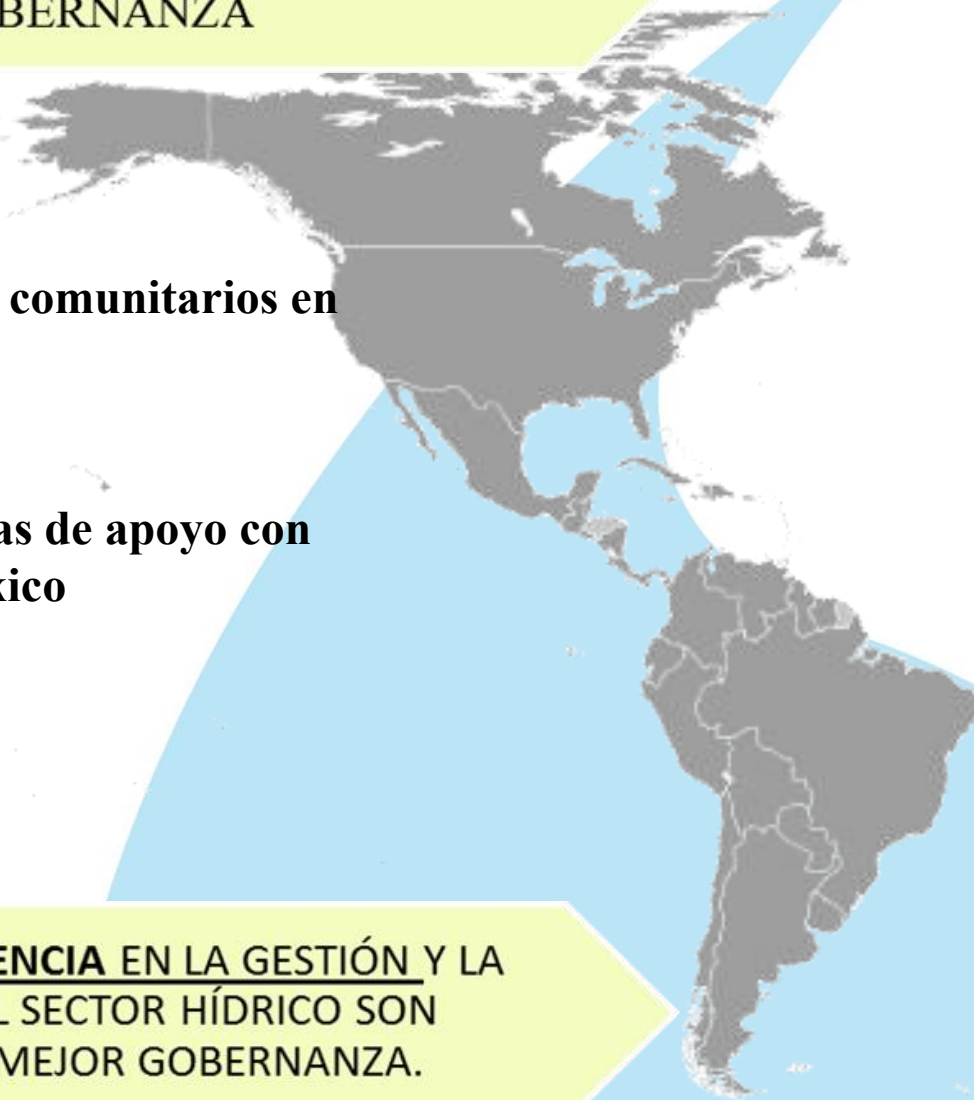 BERNANZA
comunitarios en
as de apoyo con
xico
ENCIA EN LA GESTIÓN Y LA
L SECTOR HÍDRICO SON
MEJOR GOBERNANZA.